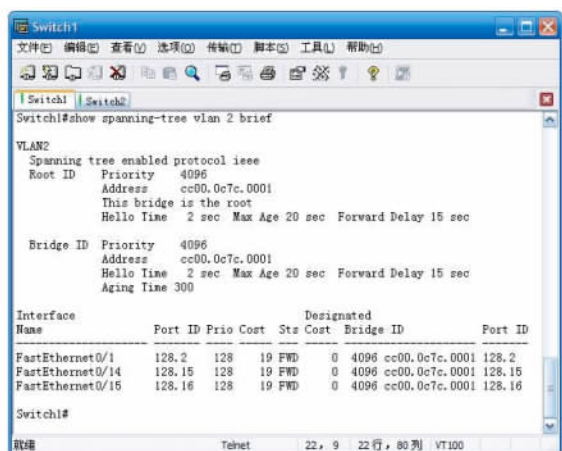 Switch1
文件(F) 编辑(E) 查看(V) 选项(O) 传输(T) 脚本(S) 工具(L) 帮助(H)
Switch1 Switch2
Switch1#show spanning-tree vlan 2 brief
VLAN2
Spanning tree enabled protocol ieee
Root ID Priority 4096
Address cc00.0c7c.0001
This bridge is the root
Hello Time 2 sec Max Age 20 sec Forward Delay 15 sec
Bridge ID Priority 4096
Address cc00.0c7c.0001
Hello Time 2 sec Max Age 20 sec Forward Delay 15 sec
Aging Time 300
Interface Designated
Name Port ID Prio Cost Sts Cost Bridge ID Port ID
-------------------- ------- ---- ----- --- ----- -------------------- -------
FastEthernet0/1 128.2 128 19 FWD 0 4096 cc00.0c7c.0001 128.2
FastEthernet0/14 128.15 128 19 FWD 0 4096 cc00.0c7c.0001 128.15
FastEthernet0/15 128.16 128 19 FWD 0 4096 cc00.0c7c.0001 128.16
Switch1#
就绪 Telnet 22, 9 22行, 80列 VT100